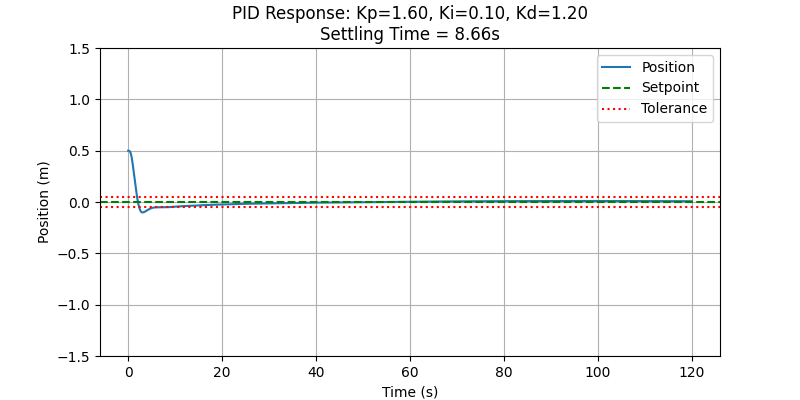 PID Response: Kp=1.60, Ki=0.10, Kd=1.20
Settling Time = 8.66s
1.5
1.0
0.5
0.0
−0.5
−1.0
−1.5
Position (m)
Position
Setpoint
Tolerance
0 20 40 60 80 100 120
Time (s)